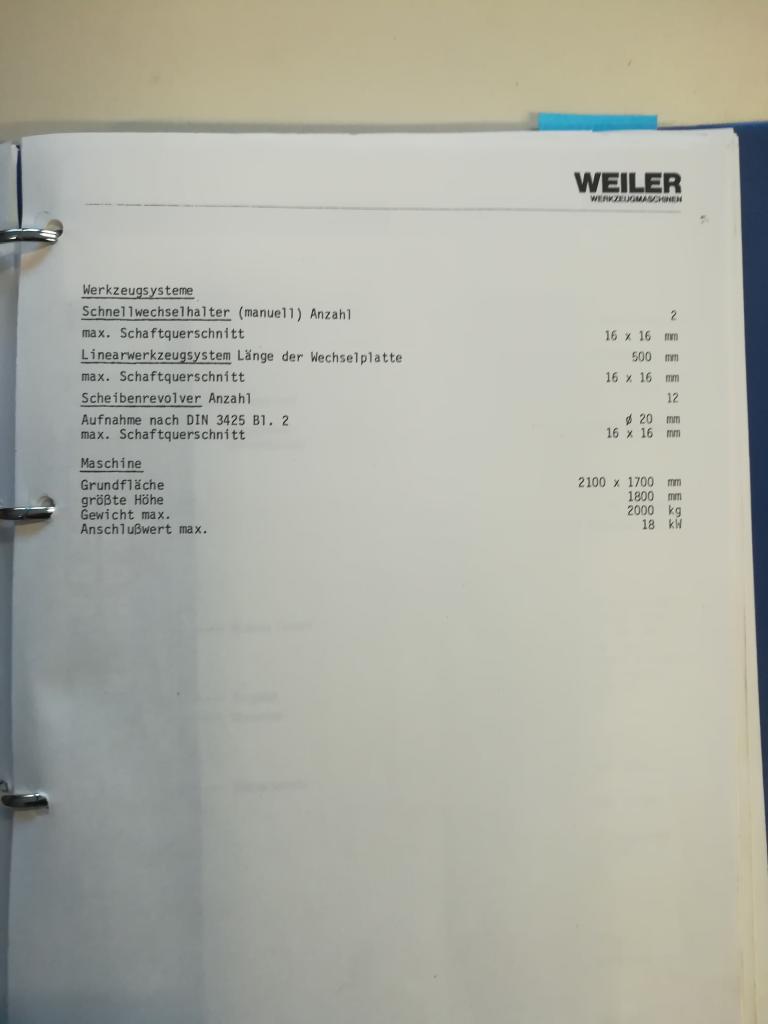 WEILER
WERKZEUGMASCHINEN
Werkzeugsysteme
Schnellwechselhalter (manuell) Anzahl 2
max. Schaftquerschnitt 16 x 16 mm
Linearwerkzeugsystem Länge der Wechselplatte 500 mm
max. Schaftquerschnitt 16 x 16 mm
Scheibenrevolver Anzahl 12
Aufnahme nach DIN 3425 Bl. 2 ø 20 mm
max. Schaftquerschnitt 16 x 16 mm
Maschine
Grundfläche 2100 x 1700 mm
größte Höhe 1800 mm
Gewicht max. 2000 kg
Anschlußwert max. 18 kW